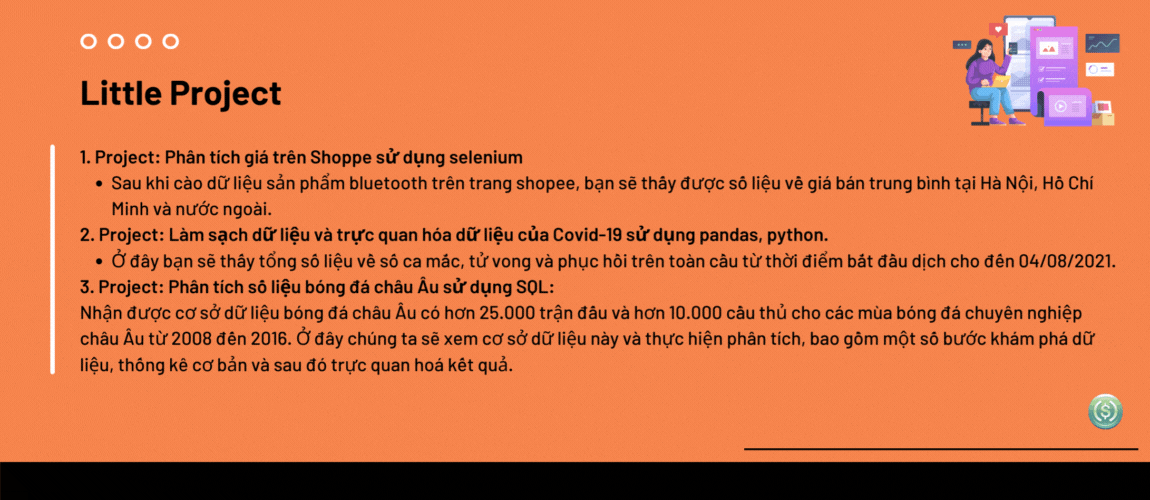 Little Project
1. Project: Phân tích giá trên Shoppe sử dụng selenium
• Sau khi cào dữ liệu sản phẩm bluetooth trên trang shopee, bạn sẽ thấy được số liệu về giá bán trung bình tại Hà Nội, Hồ Chí
Minh và nước ngoài.
2. Project: Làm sạch dữ liệu và trực quan hóa dữ liệu của Covid-19 sử dụng pandas, python.
• Ở đây bạn sẽ thấy tổng số liệu về số ca mắc, tử vong và phục hồi trên toàn cầu từ thời điểm bắt đầu dịch cho đến 04/08/2021.
3. Project: Phân tích số liệu bóng đá châu Âu sử dụng SQL:
Nhận được cơ sở dữ liệu bóng đá châu Âu có hơn 25.000 trận đấu và hơn 10.000 cầu thủ cho các mùa bóng đá chuyên nghiệp
châu Âu từ 2008 đến 2016. Ở đây chúng ta sẽ xem cơ sở dữ liệu này và thực hiện phân tích, bao gồm một số bước khám phá dữ
liệu, thống kê cơ bản và sau đó trực quan hoá kết quả.